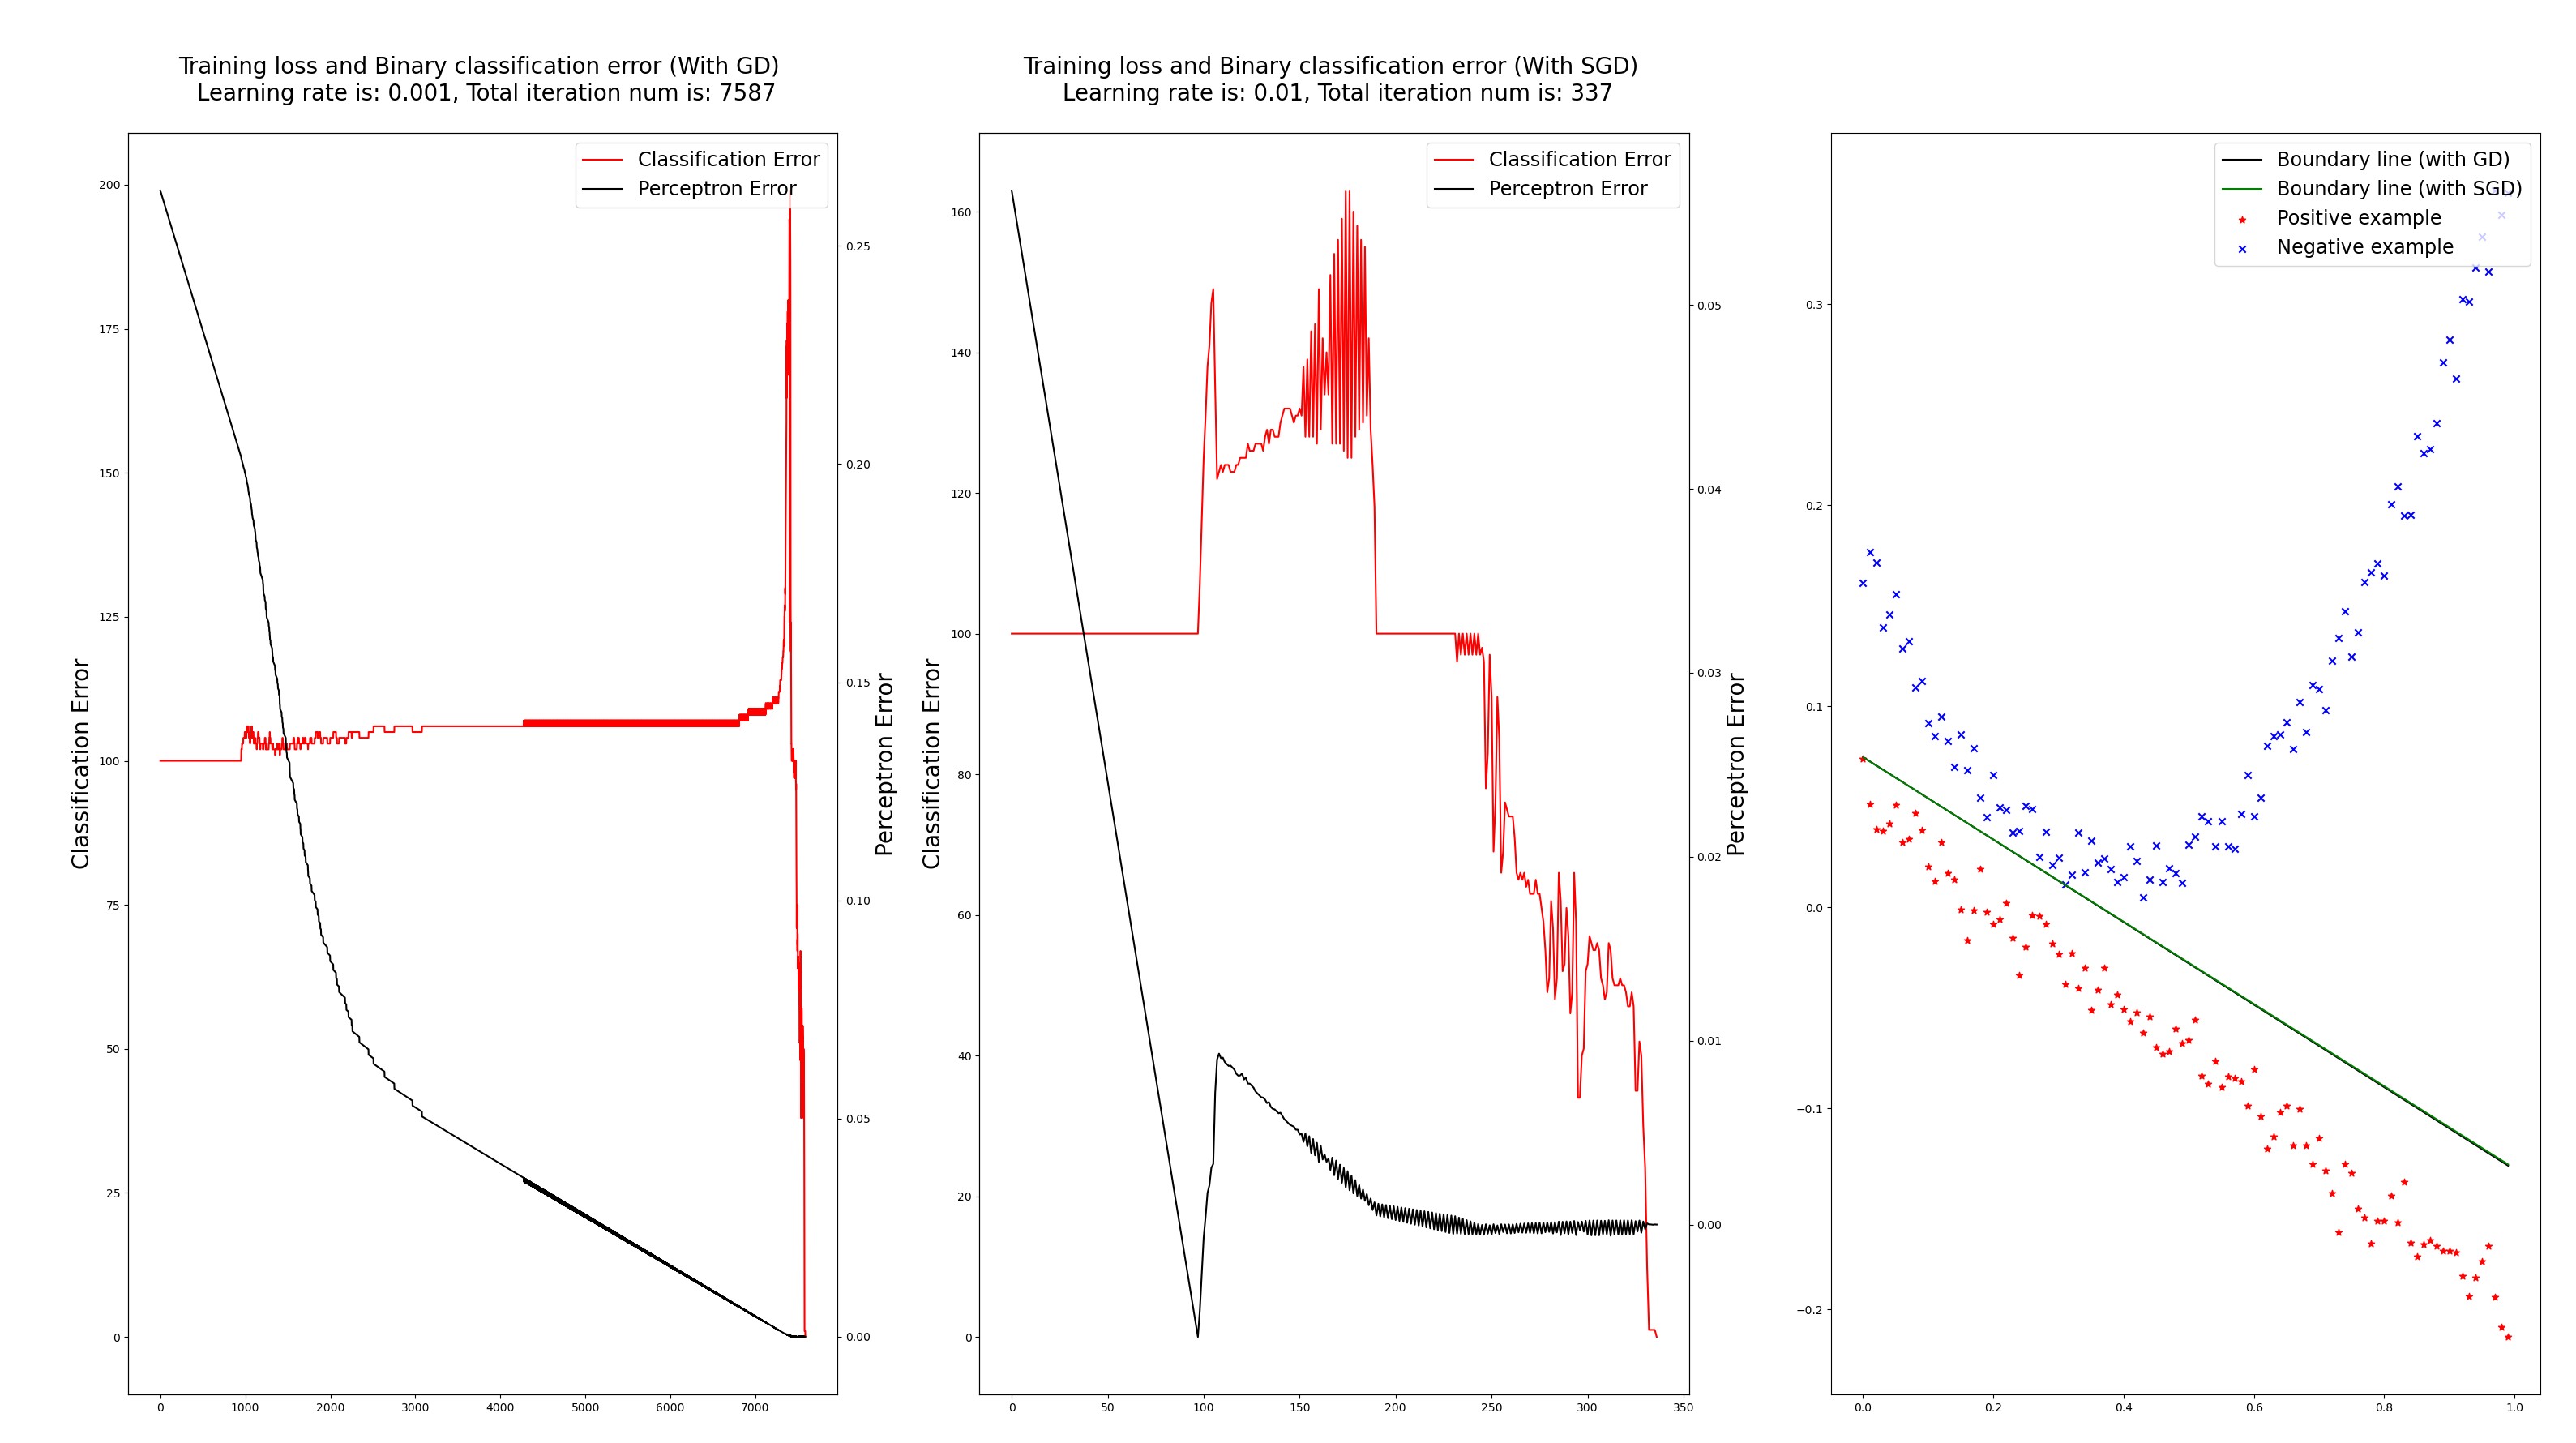 Training loss and Binary classification error (With GD)
Learning rate is: 0.001, Total iteration num is: 7587
Classification Error
Perceptron Error
200
175
150
125
100
75
50
25
0
Classification Error
0.25
0.20
0.15
0.10
0.05
0.00
Perceptron Error
0 1000 2000 3000 4000 5000 6000 7000
Training loss and Binary classification error (With SGD)
Learning rate is: 0.01, Total iteration num is: 337
Classification Error
Perceptron Error
160
140
120
100
80
60
40
20
0
Classification Error
0.05
0.04
0.03
0.02
0.01
0.00
Perceptron Error
0 50 100 150 200 250 300 350
Boundary line (with GD)
Boundary line (with SGD)
Positive example
Negative example
0.3
0.2
0.1
0.0
−0.1
−0.2
0.0 0.2 0.4 0.6 0.8 1.0